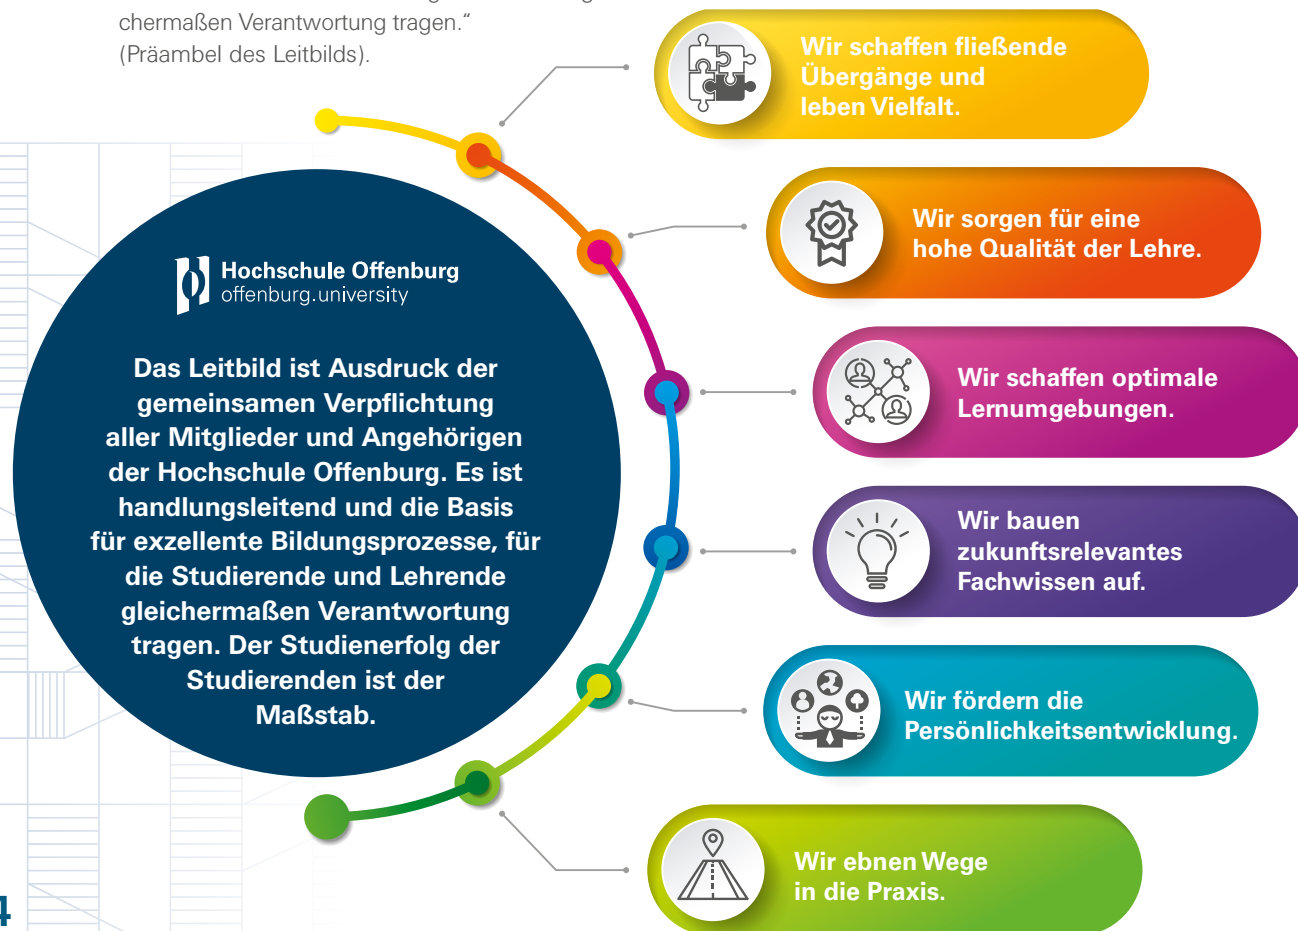 chermaßen Verantwortung tragen.“
(Präambel des Leitbilds).
Hochschule Offenburg
offenburg.university
Das Leitbild ist Ausdruck der
gemeinsamen Verpflichtung
aller Mitglieder und Angehörigen
der Hochschule Offenburg. Es ist
handlungsleitend und die Basis
für exzellente Bildungsprozesse, für
die Studierende und Lehrende
gleichermaßen Verantwortung
tragen. Der Studienerfolg der
Studierenden ist der
Maßstab.
Wir schaffen fließende
Übergänge und
leben Vielfalt.
Wir sorgen für eine
hohe Qualität der Lehre.
Wir schaffen optimale
Lernumgebungen.
Wir bauen
zukunftsrelevantes
Fachwissen auf.
Wir fördern die
Persönlichkeitsentwicklung.
Wir ebnen Wege
in die Praxis.
4